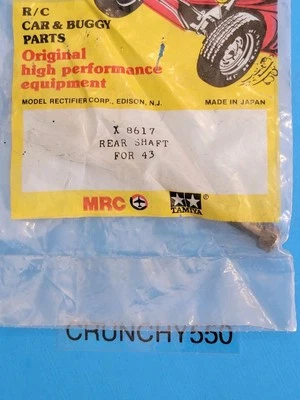 R/C
CAR & BUGGY
PARTS
Original
high performance
equipment
MODEL RECTIFIER CORP., EDISON, N.J. MADE IN JAPAN
X 8617
REAR SHAFT
FOR 43
MRC TAMIYA
CRUNCHY550